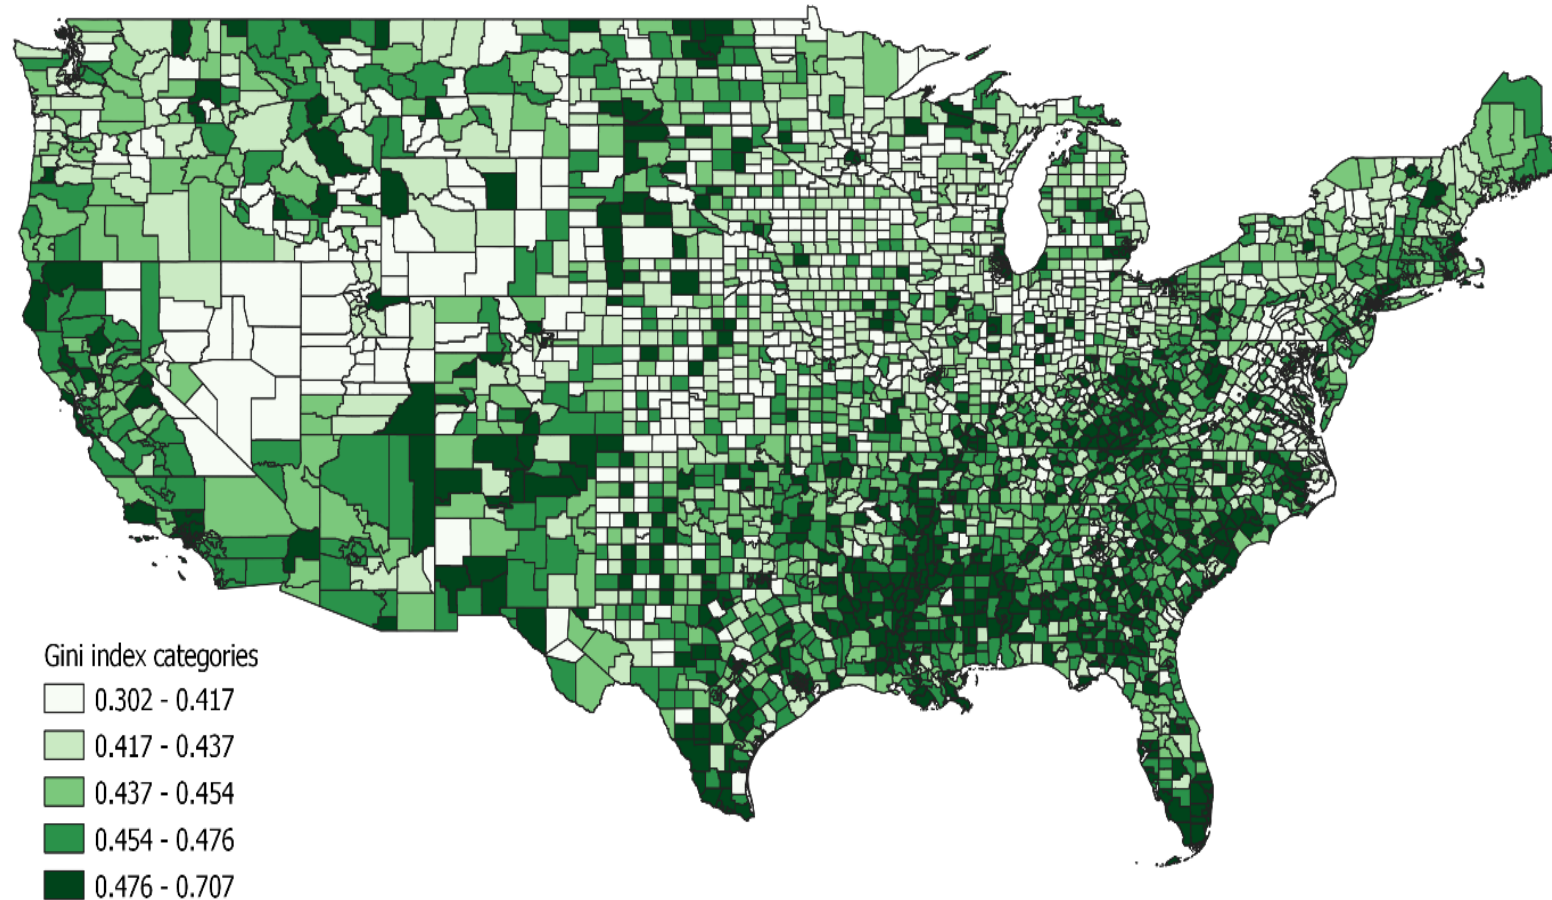 Gini index categories
0.302 - 0.417
0.417 - 0.437
0.437 - 0.454
0.454 - 0.476
0.476 - 0.707